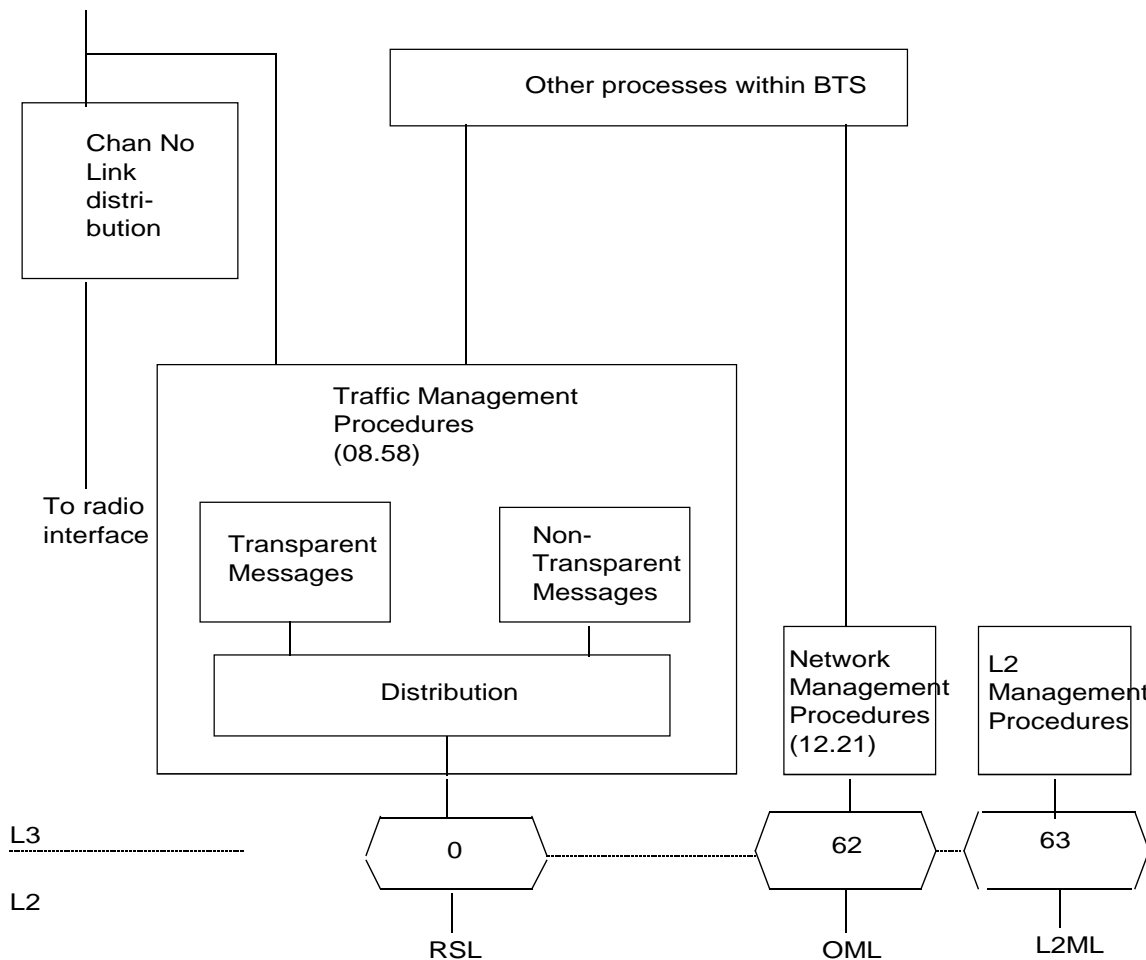 Other processes within BTS
Chan No
Link
distri-
bution
Traffic Management
Procedures
(08.58)
To radio
interface
Transparent
Messages
Non-
Transparent
Messages
Distribution
Network
Management
Procedures
(12.21)
L2
Management
Procedures
L3
0
62
63
L2
RSL
OML
L2ML